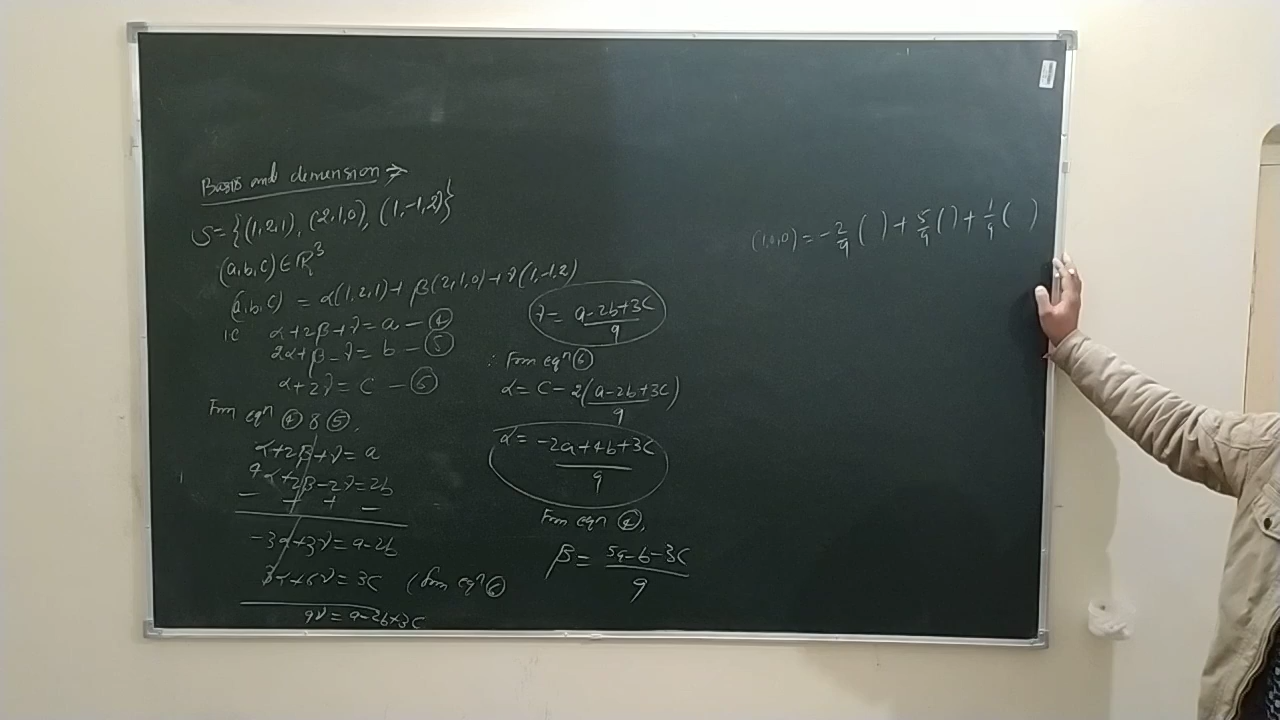 Basis and demension →
S = {(1,2,1), (2,1,0), (1,-1,2)}
(a,b,c) ∈ R³
(a,b,c) = α(1,2,1) + β(2,1,0) + γ(1,-1,2)
i.e α+2β+γ = a — ④
2α+β-γ = b — ⑤
α+2γ = c — ⑥
From eqⁿ ④ & ⑤,
α+2β+γ = a
4α+2β-2γ = 2b
— — + —
-3α+3γ = a-2b
3α+6γ = 3c (from eqⁿ ⑥
9γ = a-2b+3c
γ = a-2b+3c / 9
∴ From eqⁿ ⑥
α = c - 2(a-2b+3c / 9)
α = -2a+4b+3c / 9
From eqⁿ ④,
β = 5a-b-3c / 9
(1,0,0) = -2/9 ( ) + 5/9 ( ) + 1/9 ( )